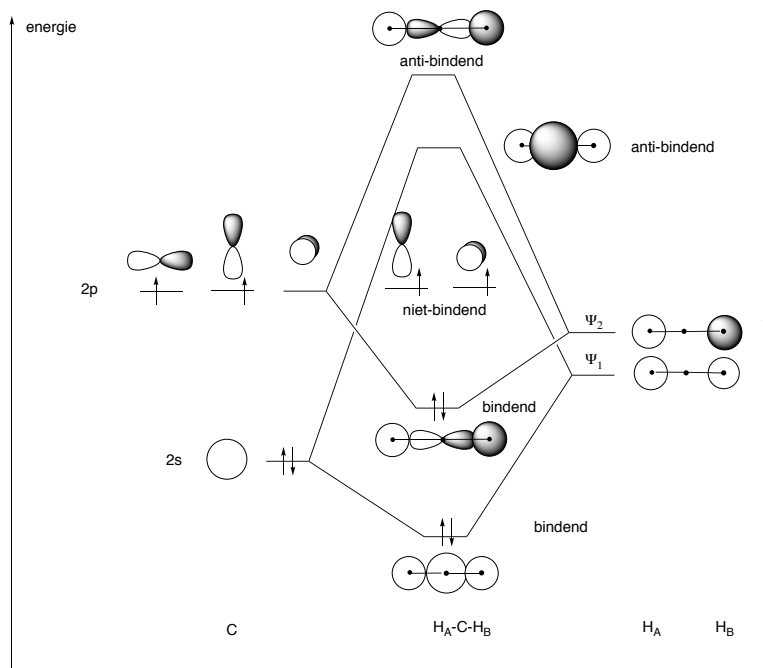 energie
anti-bindend
anti-bindend
2p
niet-bindend
Ψ2
Ψ1
bindend
2s
bindend
C
HA-C-HB
HA
HB